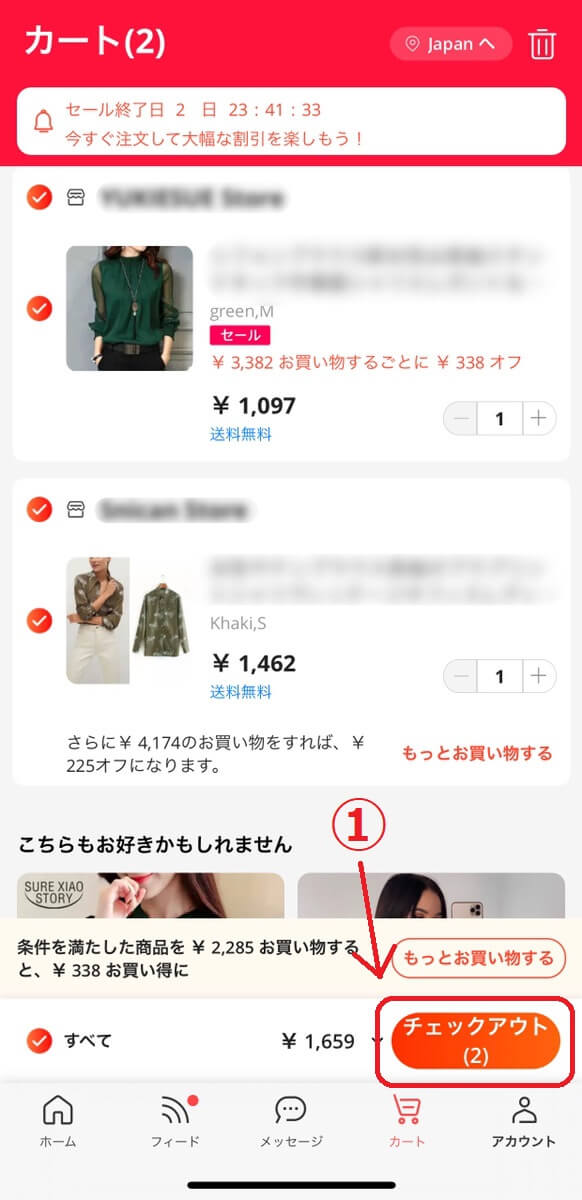 カート(2)
Japan
セール終了日 2 日 23:41:33
今すぐ注文して大幅な割引を楽しもう！
YUKIESUE Store
green,M
セール
¥ 3,382 お買い物するごとに ¥ 338 オフ
¥ 1,097
1
送料無料
Snican Store
Khaki,S
¥ 1,462
1
送料無料
さらに¥ 4,174のお買い物をすれば、¥
225オフになります。
もっとお買い物する
①
こちらもお好きかもしれません
SURE XIAO
STORY
条件を満たした商品を ¥ 2,285 お買い物する
と、¥ 338 お買い得に
もっとお買い物する
すべて
¥ 1,659
チェックアウト
(2)
ホーム
フィード
メッセージ
カート
アカウント